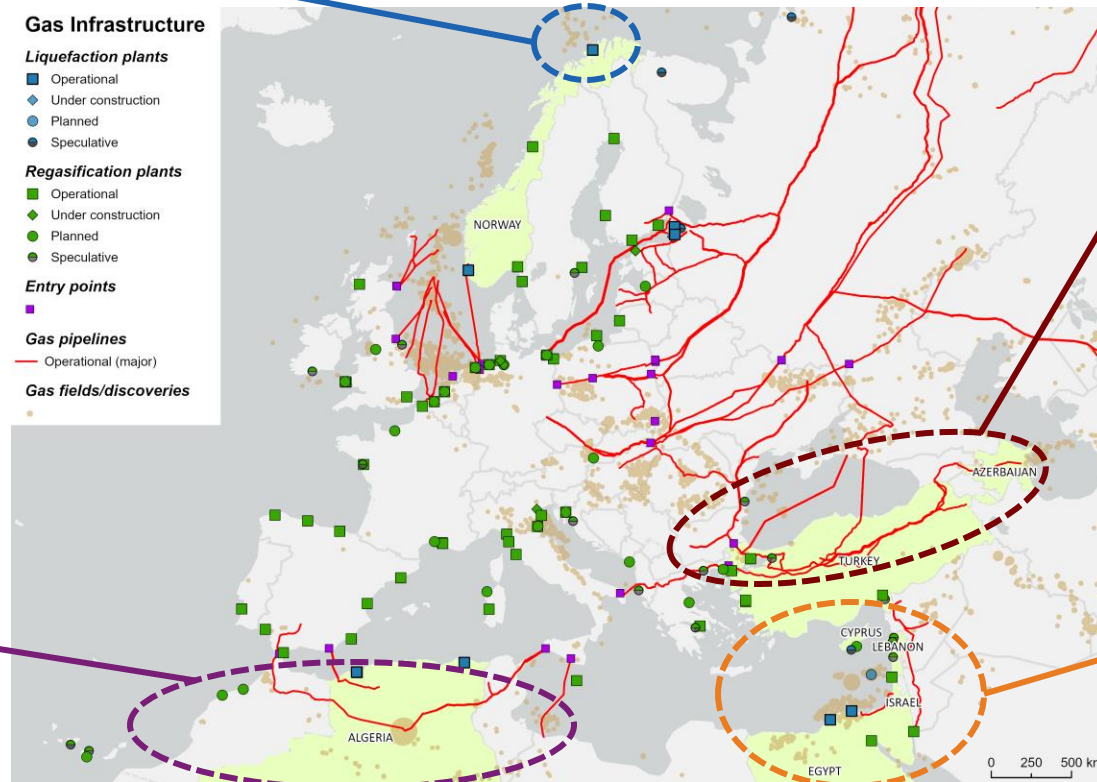 Gas Infrastructure
Liquefaction plants
Operational
Under construction
Planned
Speculative
Regasification plants
Operational
Under construction
Planned
Speculative
Entry points
Gas pipelines
Operational (major)
Gas fields/discoveries
NORWAY
AZERBAIJAN
TURKEY
CYPRUS
LEBANON
ISRAEL
ALGERIA
EGYPT
0 250 500 km